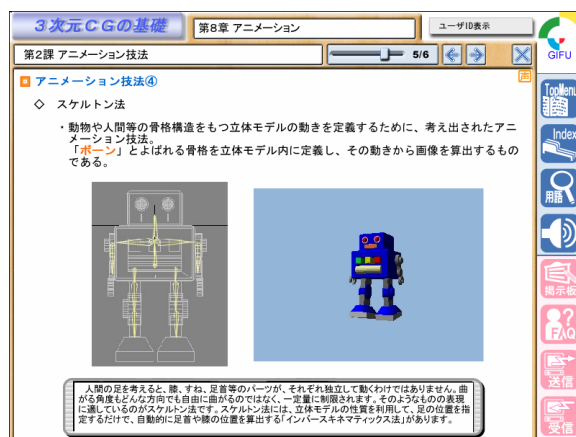 3次元CGの基礎
第8章 アニメーション
ユーザID表示
第2課 アニメーション技法
5/6
GIFU
アニメーション技法④
声
◇ スケルトン法
・動物や人間等の骨格構造をもつ立体モデルの動きを定義するために、考え出されたアニ
メーション技法。
「ボーン」とよばれる骨格を立体モデル内に定義し、その動きから画像を算出するもの
である。
TopMenu
Index
用語
掲示板
FAQ
送信
受信
人間の足を考えると、膝、すね、足首等のパーツが、それぞれ独立して動くわけではありません。曲
がる角度もどんな方向でも自由に曲がるのではなく、一定量に制限されます。そのようなものの表現
に適しているのがスケルトン法です。スケルトン法には、立体モデルの性質を利用して、足の位置を指
定するだけで、自動的に足首や膝の位置を算出する「インバースキネマティックス法」があります。